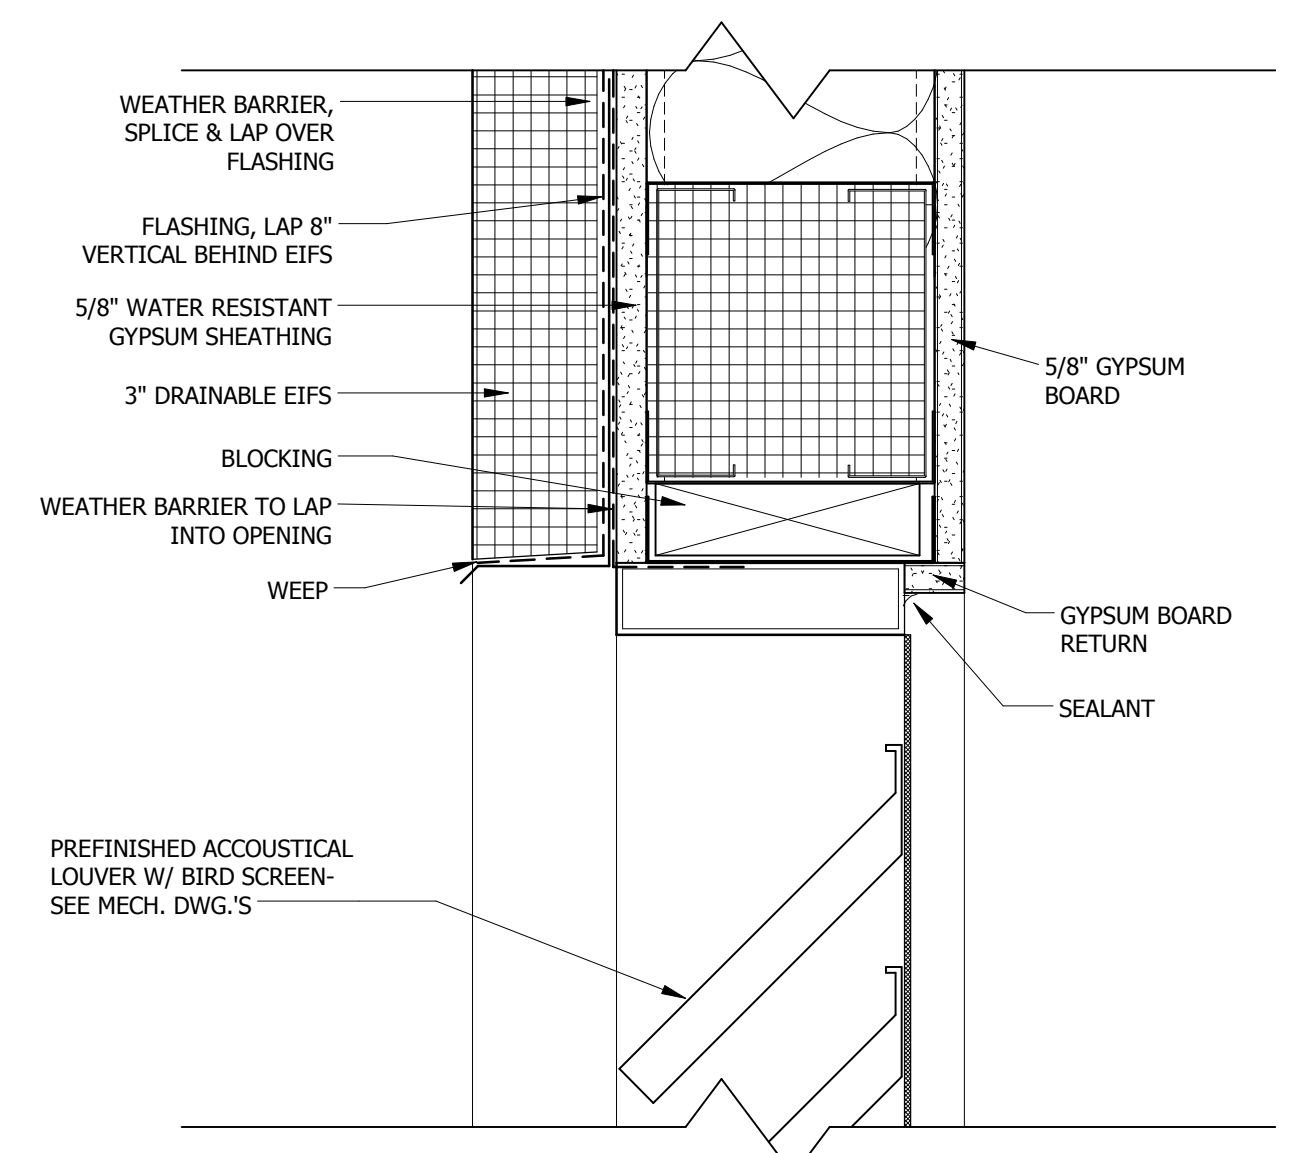 WEATHER BARRIER,
SPLICE & LAP OVER
FLASHING
FLASHING, LAP 8"
VERTICAL BEHIND EIFS
5/8" WATER RESISTANT
GYPSUM SHEATHING
3" DRAINABLE EIFS
BLOCKING
WEATHER BARRIER TO LAP
INTO OPENING
WEEP
5/8" GYPSUM
BOARD
GYPSUM BOARD
RETURN
SEALANT
PREFINISHED ACCOUSTICAL
LOUVER W/ BIRD SCREEN-
SEE MECH. DWG.'S